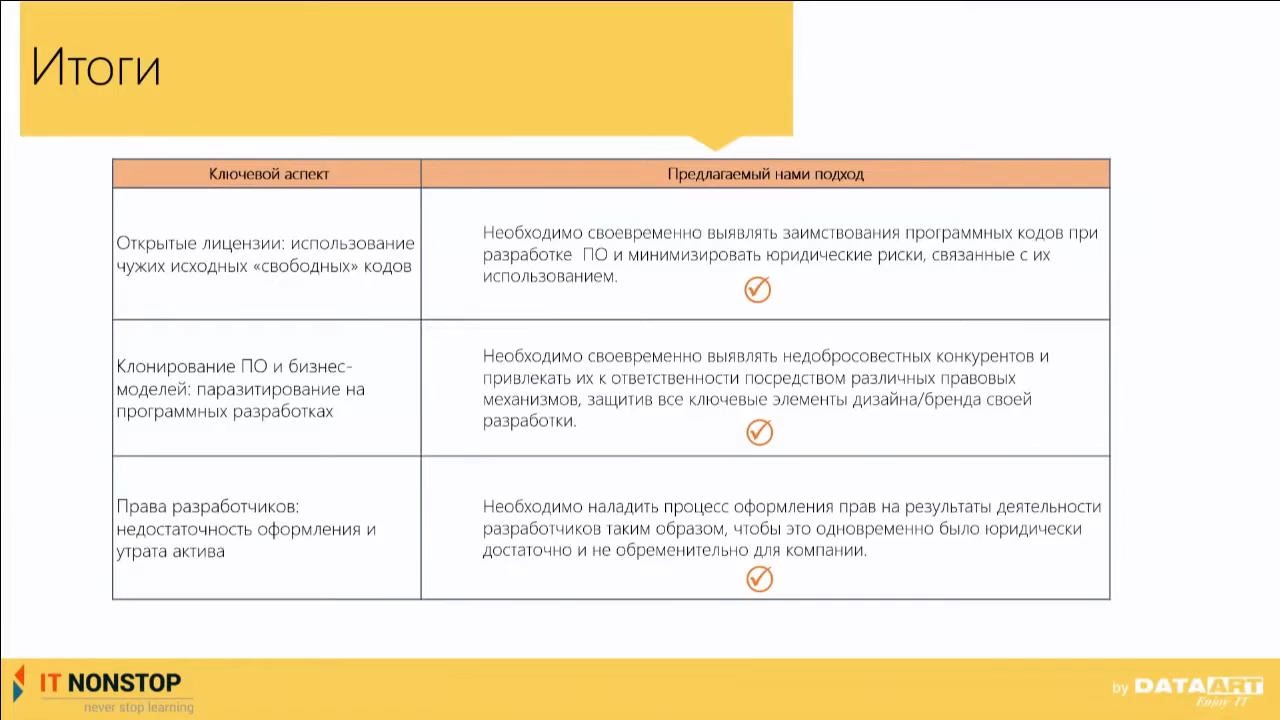 Итоги
Ключевой аспект
Предлагаемый нами подход
Открытые лицензии: использование
чужих исходных «свободных» кодов
Необходимо своевременно выявлять заимствования программных кодов при
разработке ПО и минимизировать юридические риски, связанные с их
использованием.
Клонирование ПО и бизнес-
моделей: паразитирование на
программных разработках
Необходимо своевременно выявлять недобросовестных конкурентов и
привлекать их к ответственности посредством различных правовых
механизмов, защитив все ключевые элементы дизайна/бренда своей
разработки.
Права разработчиков:
недостаточность оформления и
утрата актива
Необходимо наладить процесс оформления прав на результаты деятельности
разработчиков таким образом, чтобы это одновременно было юридически
достаточно и не обременительно для компании.
IT NONSTOP
never stop learning
by DATAART
Enjoy IT